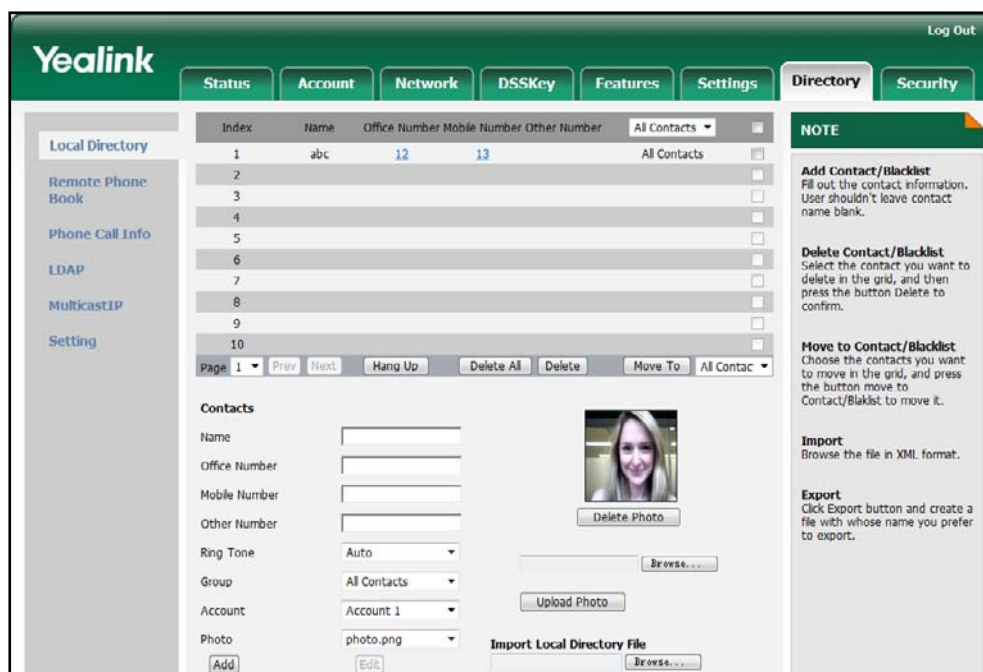 Log Out
Yealink
Status Account Network DSSKey Features Settings Directory Security
Local Directory
Remote Phone
Book
Phone Call Info
LDAP
MulticastIP
Setting
Index Name Office Number Mobile Number Other Number All Contacts
1 abc 12 13 All Contacts
2
3
4
5
6
7
8
9
10
Page 1 Prev Next Hang Up Delete All Delete Move To All Contac
Contacts
Name
Office Number
Mobile Number
Other Number
Ring Tone Auto
Group All Contacts
Account Account 1
Photo photo.png
Add Edit
Delete Photo
Browse...
Upload Photo
Import Local Directory File
Browse...
NOTE
Add Contact/Blacklist
Fill out the contact information.
User shouldn't leave contact
name blank.
Delete Contact/Blacklist
Select the contact you want to
delete in the grid, and then
press the button Delete to
confirm.
Move to Contact/Blacklist
Choose the contacts you want
to move in the grid, and press
the button move to
Contact/Blaklist to move it.
Import
Browse the file in XML format.
Export
Click Export button and create a
file with whose name you prefer
to export.